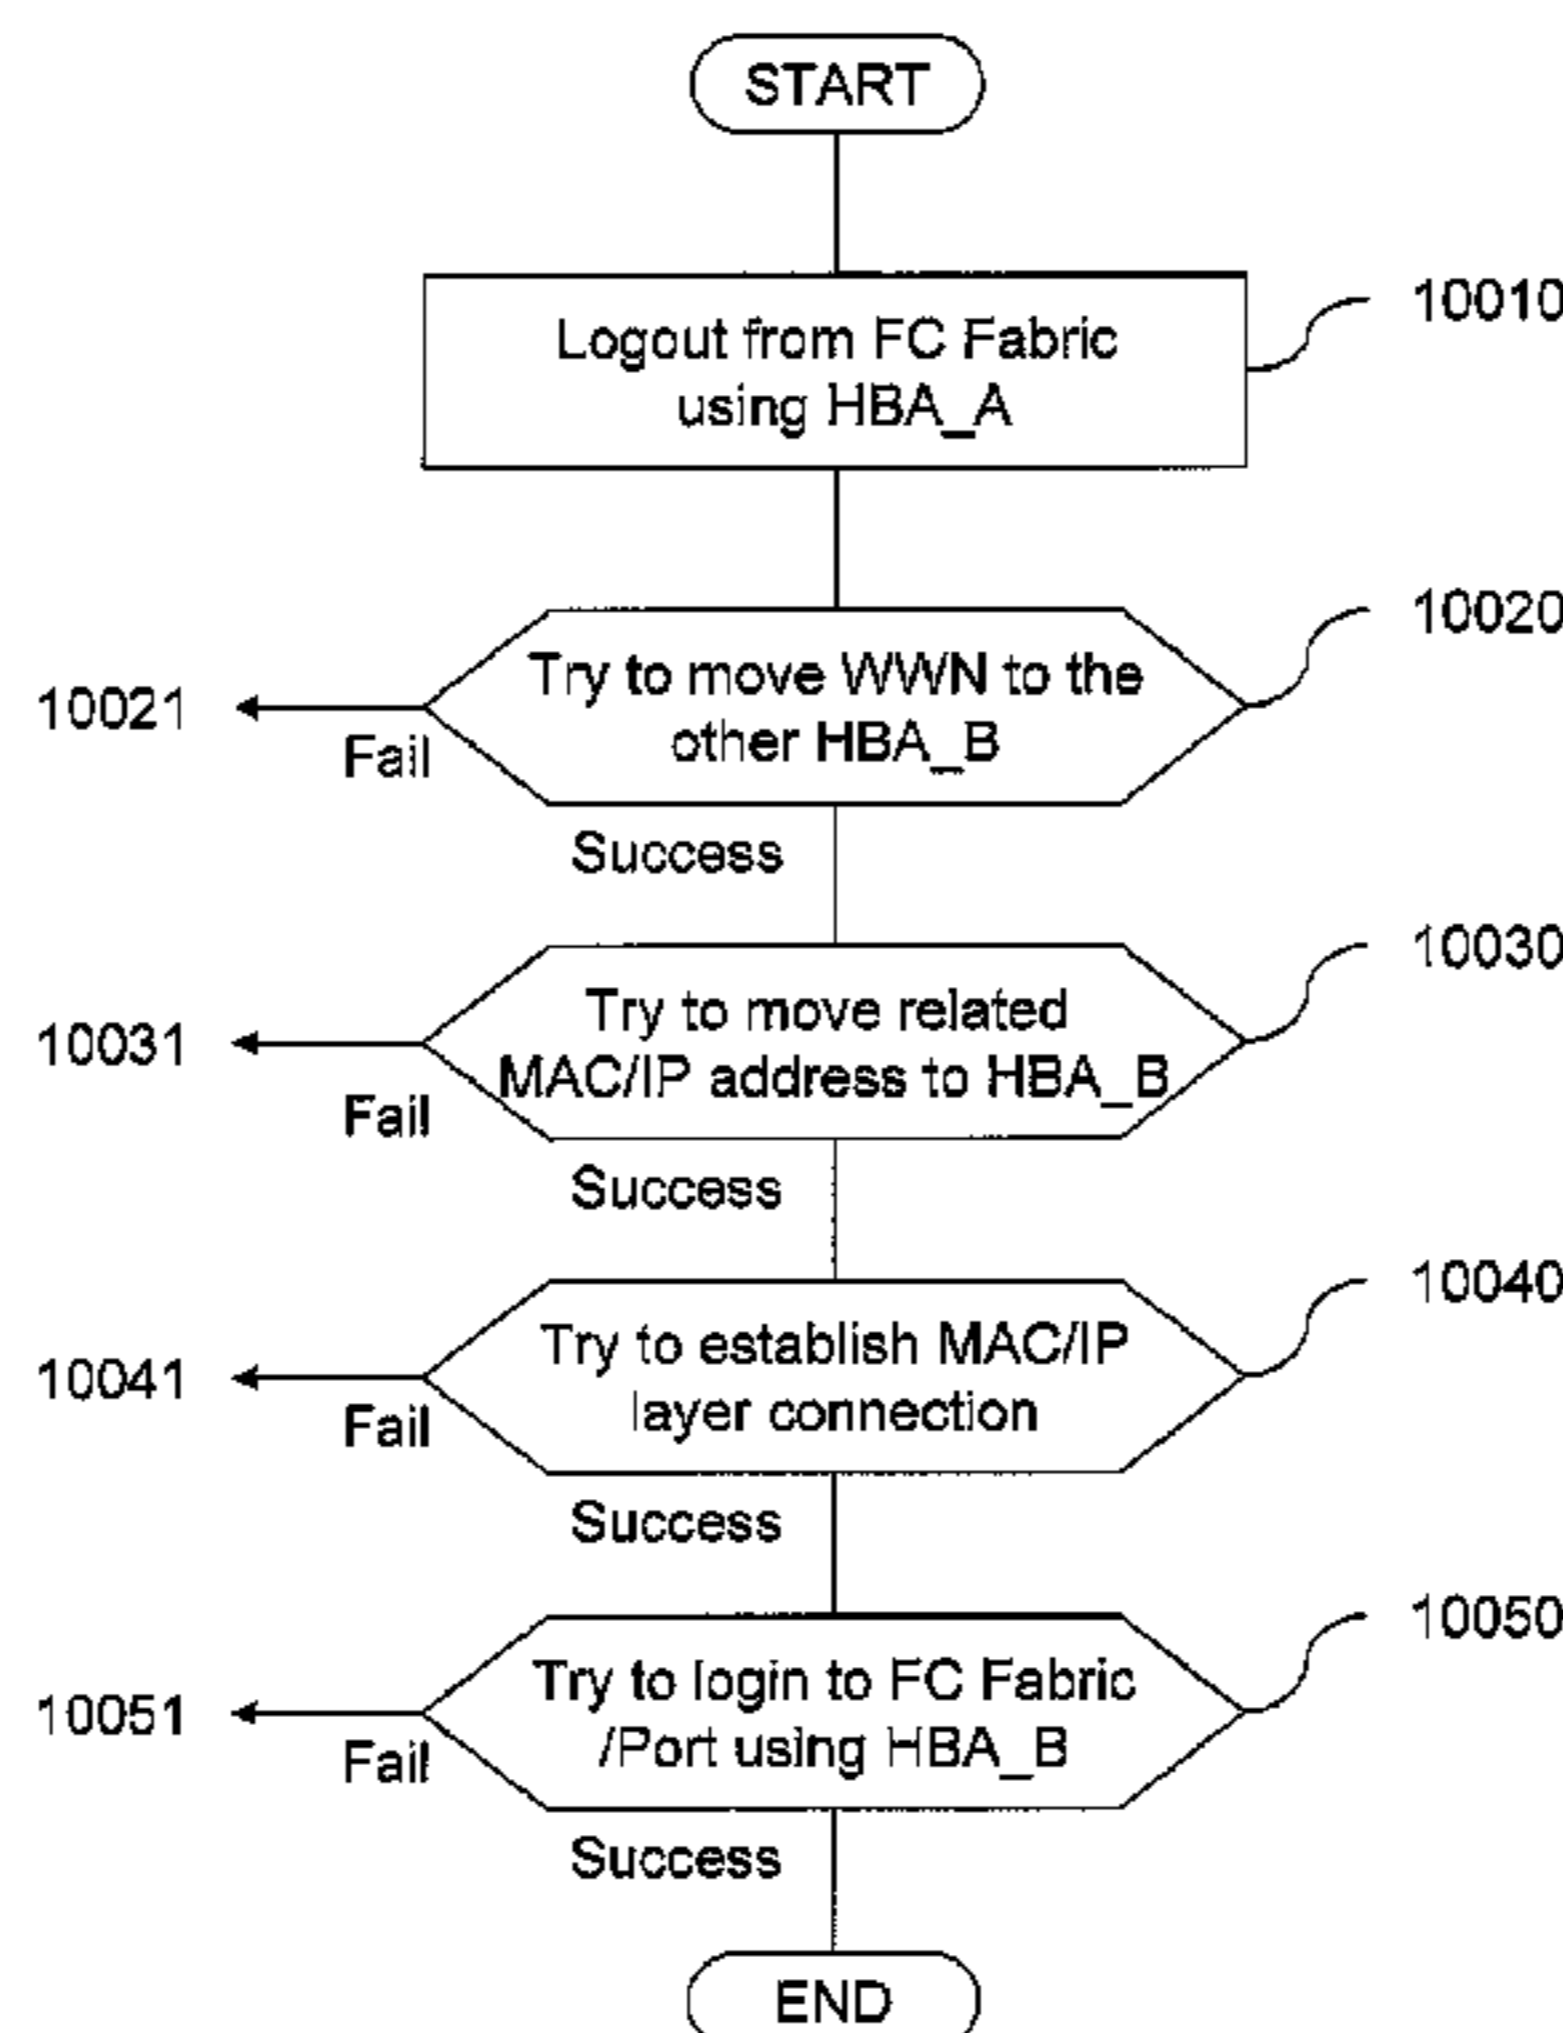 START
Logout from FC Fabric
using HBA_A
10010
Try to move WWN to the
other HBA_B
10020
10021
Fail
Success
Try to move related
MAC/IP address to HBA_B
10030
10031
Fail
Success
Try to establish MAC/IP
layer connection
10040
10041
Fail
Success
Try to login to FC Fabric
/Port using HBA_B
10050
10051
Fail
Success
END